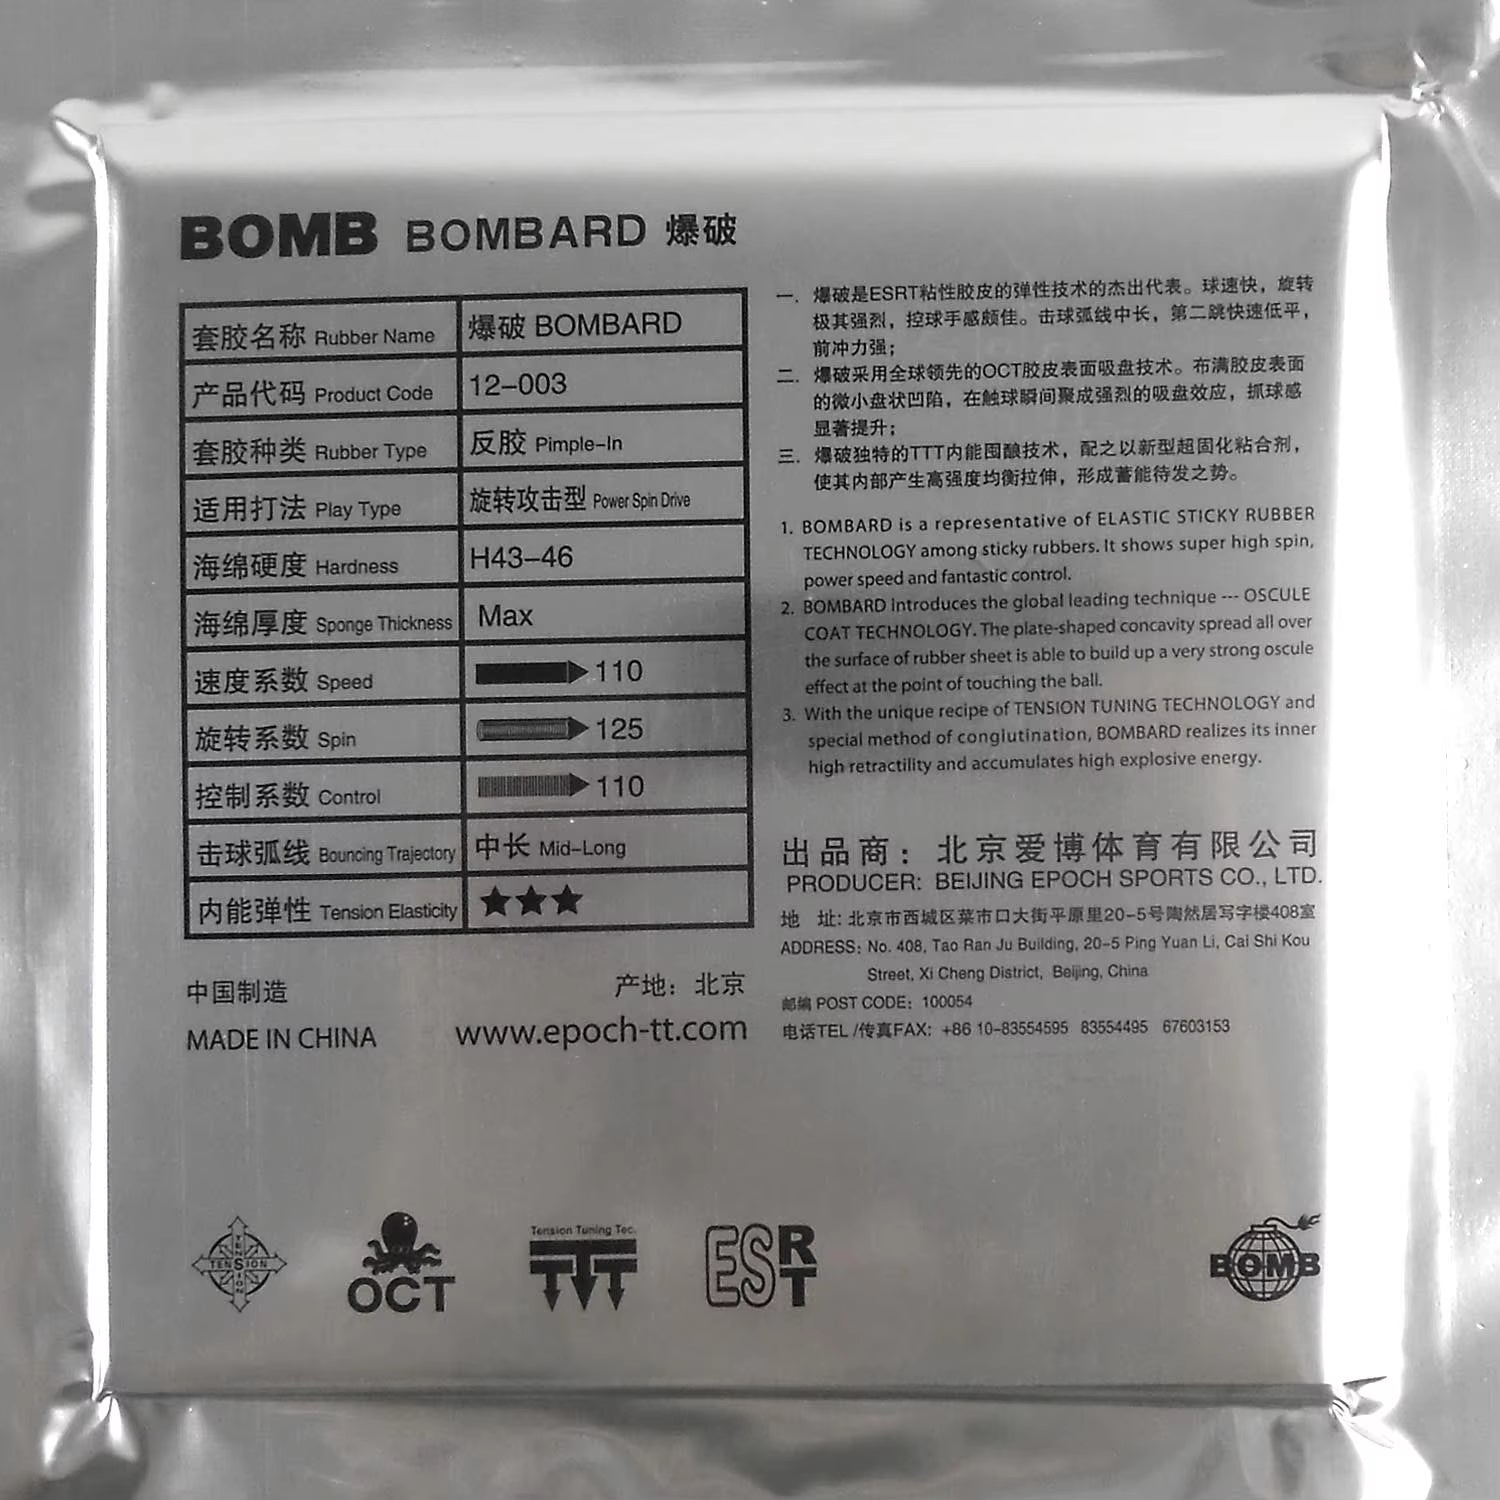 BOMB BOMBARD 爆破
套胶名称 Rubber Name 爆破 BOMBARD
产品代码 Product Code 12-003
套胶种类 Rubber Type 反胶 Pimple-In
适用打法 Play Type 旋转攻击型 Power Spin Drive
海绵硬度 Hardness H43-46
海绵厚度 Sponge Thickness Max
速度系数 Speed 110
旋转系数 Spin 125
控制系数 Control 110
击球弧线 Bouncing Trajectory 中长 Mid-Long
内能弹性 Tension Elasticity ★★★
中国制造 产地：北京
MADE IN CHINA www.epoch-tt.com
一. 爆破是ESRT粘性胶皮的弹性技术的杰出代表。球速快，旋转
极其强烈，控球手感颇佳。击球弧线中长，第二跳快速低平，
前冲力强；
二. 爆破采用全球领先的OCT胶皮表面吸盘技术。布满胶皮表面
的微小盘状凹陷，在触球瞬间聚成强烈的吸盘效应，抓球感
显著提升；
三. 爆破独特的TTT内能囤酿技术，配之以新型超固化粘合剂，
使其内部产生高强度均衡拉伸，形成蓄能待发之势。
1. BOMBARD is a representative of ELASTIC STICKY RUBBER
TECHNOLOGY among sticky rubbers. It shows super high spin,
power speed and fantastic control.
2. BOMBARD introduces the global leading technique --- OSCULE
COAT TECHNOLOGY. The plate-shaped concavity spread all over
the surface of rubber sheet is able to build up a very strong oscule
effect at the point of touching the ball.
3. With the unique recipe of TENSION TUNING TECHNOLOGY and
special method of conglutination, BOMBARD realizes its inner
high retractility and accumulates high explosive energy.
出品商：北京爱博体育有限公司
PRODUCER: BEIJING EPOCH SPORTS CO., LTD.
地 址: 北京市西城区菜市口大街平原里20-5号陶然居写字楼408室
ADDRESS: No. 408, Tao Ran Ju Building, 20-5 Ping Yuan Li, Cai Shi Kou
Street, Xi Cheng District, Beijing, China
邮编 POST CODE: 100054
电话TEL /传真FAX: +86 10-83554595 83554495 67603153
TENSION
TENSION
OCT
Tension Tuning Tec.
TTT
ESRT
BOMB